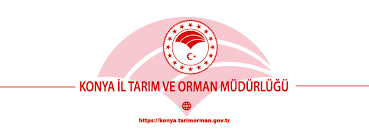 KONYA İL TARIM VE ORMAN MÜDÜRLÜĞÜ
https://konya.tarimorman.gov.tr